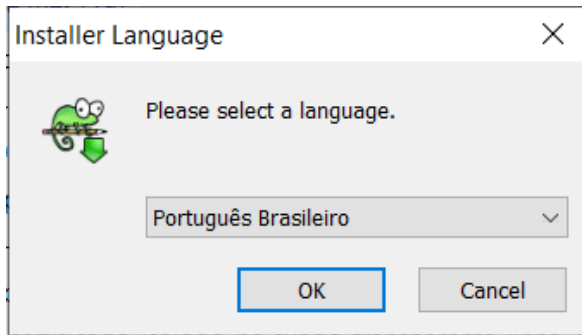 Installer Language
Please select a language.
Português Brasileiro
OK
Cancel